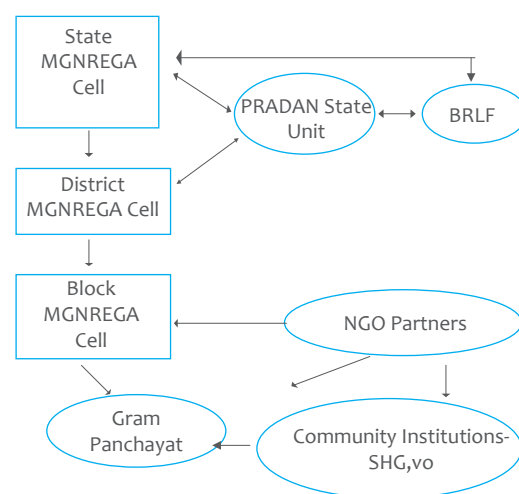 State
MGNREGA
Cell
PRADAN State
Unit
BRLF
District
MGNREGA Cell
Block
MGNREGA
Cell
NGO Partners
Gram
Panchayat
Community Institutions-
SHG,vo